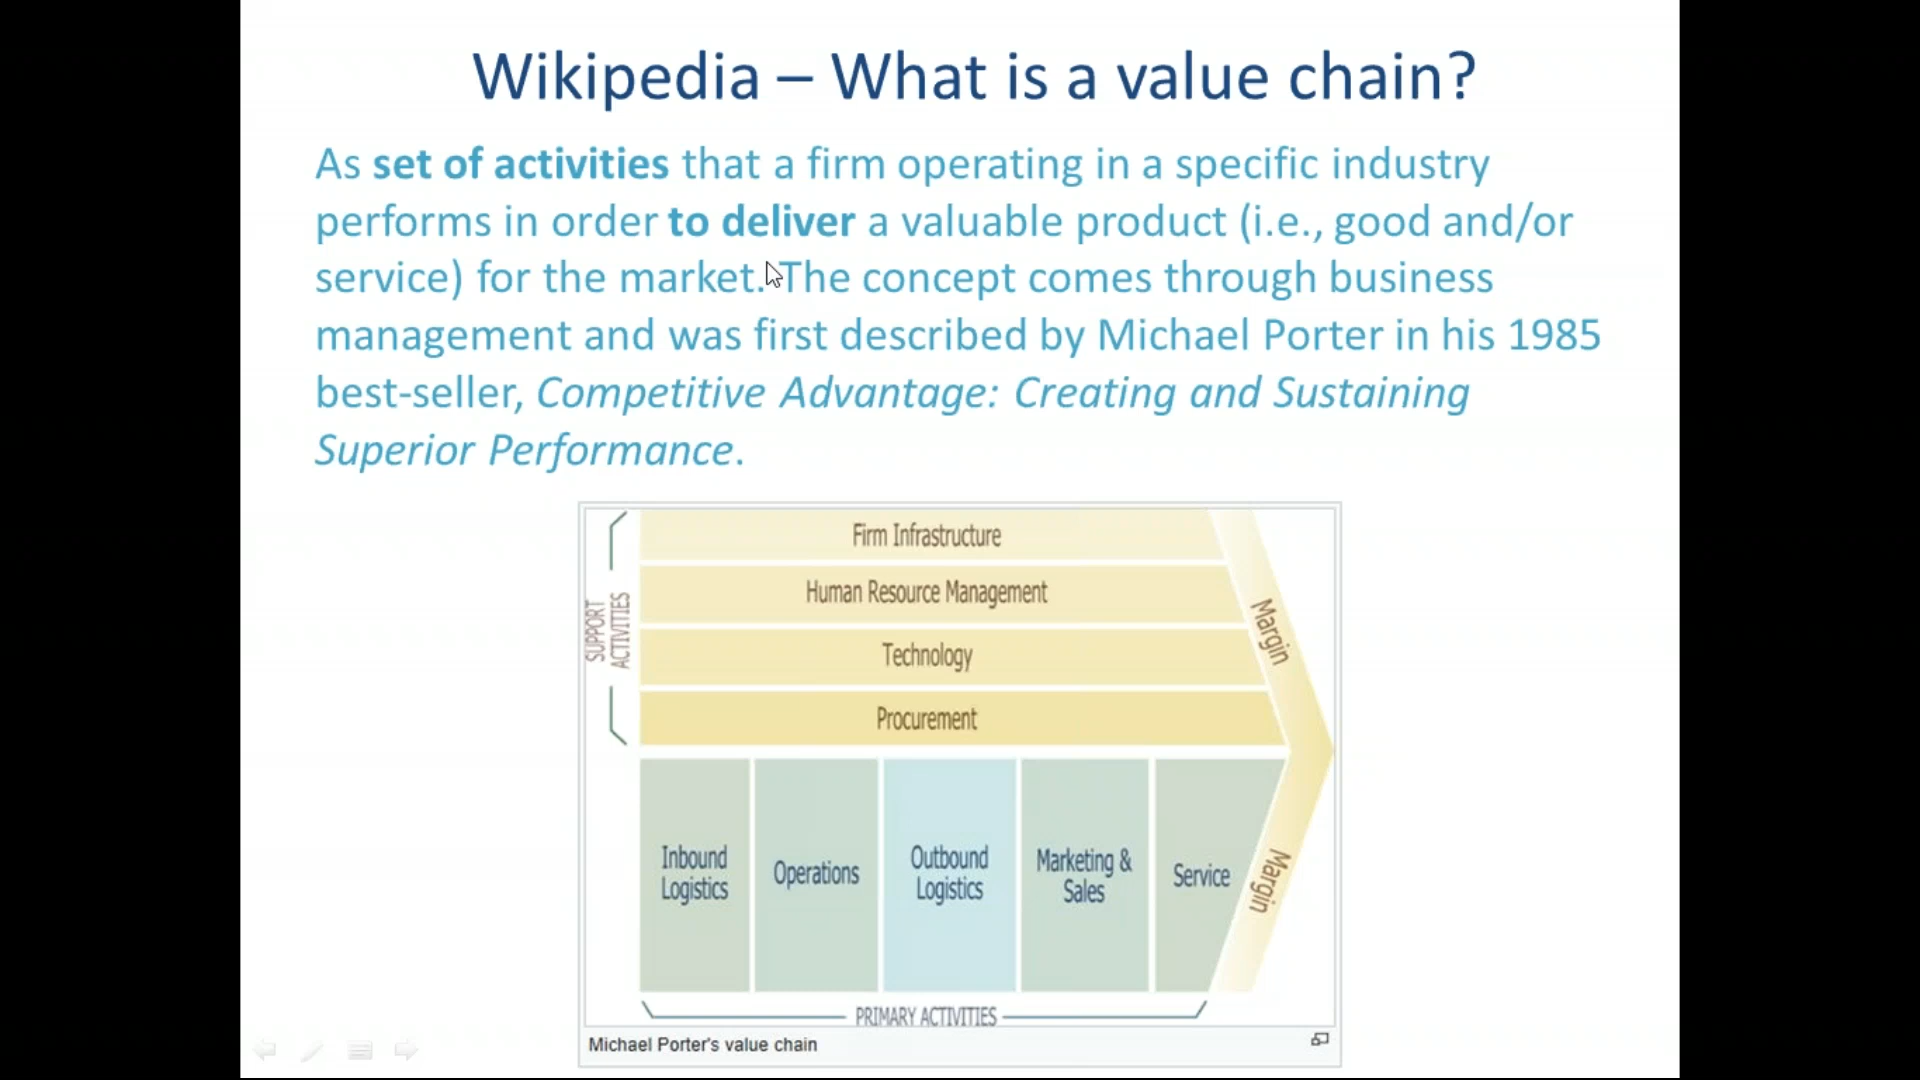 Wikipedia – What is a value chain?
As set of activities that a firm operating in a specific industry
performs in order to deliver a valuable product (i.e., good and/or
service) for the market. The concept comes through business
management and was first described by Michael Porter in his 1985
best-seller, Competitive Advantage: Creating and Sustaining
Superior Performance.
SUPPORT
ACTIVITIES
Firm Infrastructure
Human Resource Management
Technology
Procurement
Margin
Inbound
Logistics
Operations
Outbound
Logistics
Marketing &
Sales
Service
Margin
PRIMARY ACTIVITIES
Michael Porter's value chain